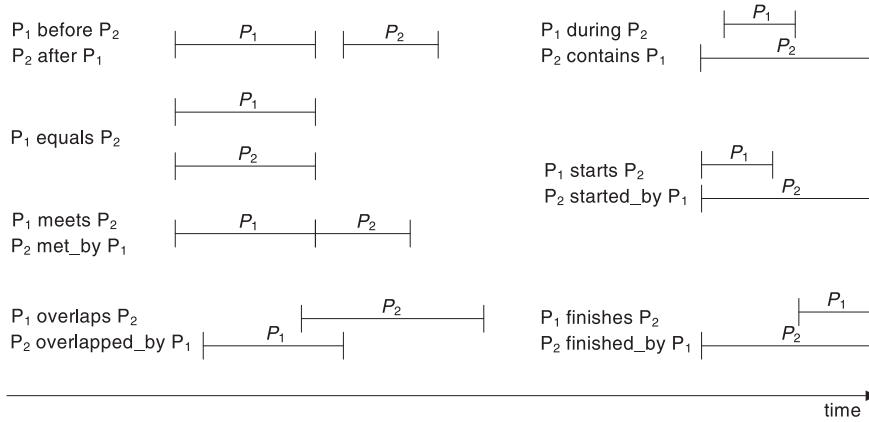 P1 before P2
P2 after P1
P1
P2
P1 during P2
P2 contains P1
P1
P2
P1 equals P2
P1
P2
P1 starts P2
P2 started_by P1
P1
P2
P1 meets P2
P2 met_by P1
P1
P2
P1 overlaps P2
P2 overlapped_by P1
P2
P1
P1 finishes P2
P2 finished_by P1
P1
P2
time